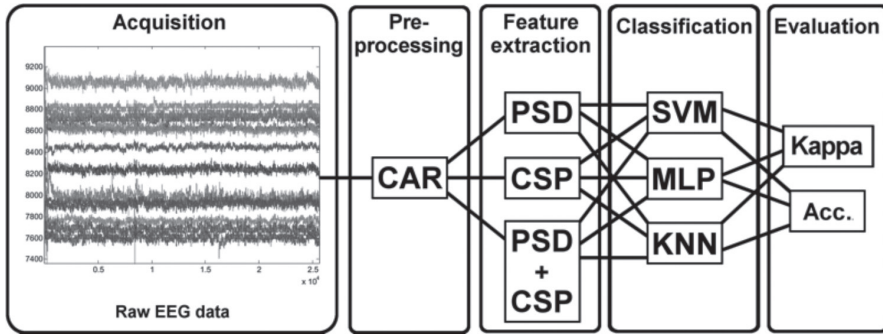 Acquisition
9200
9000
8800
8600
8400
8200
8000
7800
7600
7400
0.5
1
1.5
2
2.5
x 10⁴
Raw EEG data
Pre-
processing
CAR
Feature
extraction
PSD
CSP
PSD
+
CSP
Classification
SVM
MLP
KNN
Evaluation
Kappa
Acc.